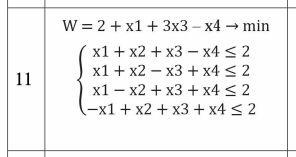 W = 2 + x1 + 3x3 – x4 → min
x1 + x2 + x3 − x4 ≤ 2
x1 + x2 − x3 + x4 ≤ 2
11
x1 − x2 + x3 + x4 ≤ 2
−x1 + x2 + x3 + x4 ≤ 2